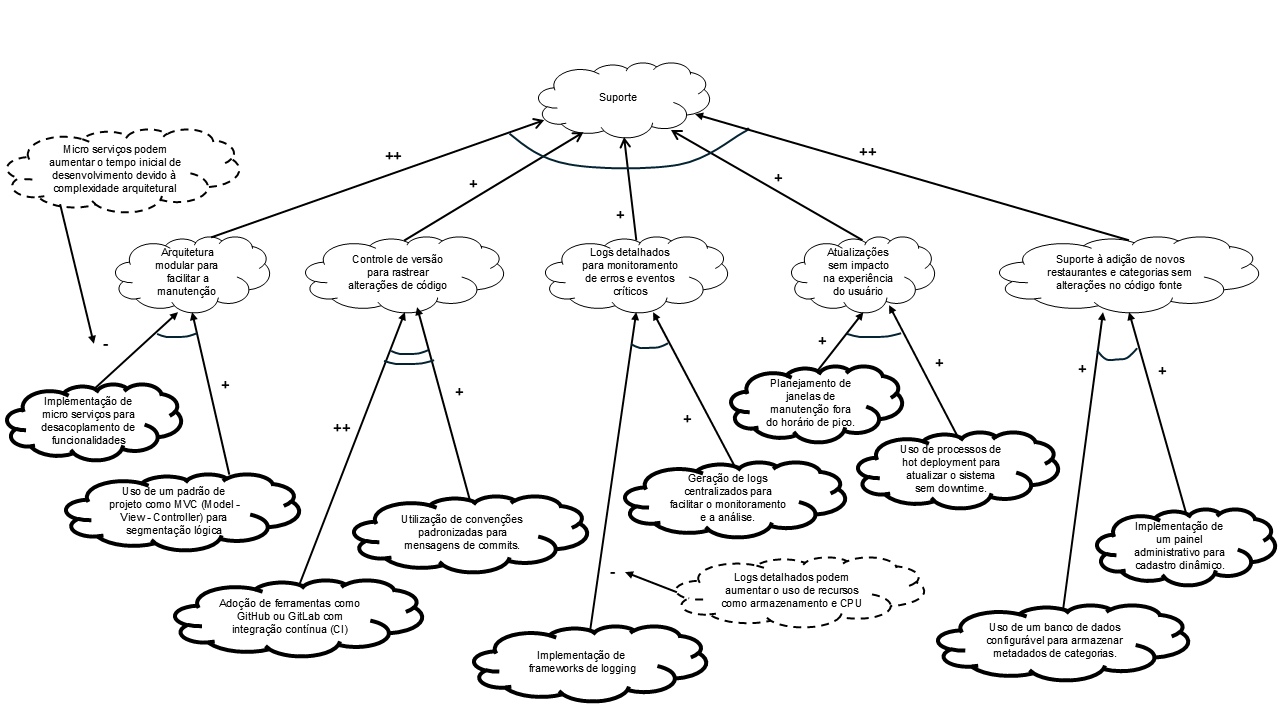 Suporte
Micro serviços podem
aumentar o tempo inicial de
desenvolvimento devido à
complexidade arquitetural
++
+
+
+
++
Arquitetura
modular para
facilitar a
manutenção
Controle de versão
para rastrear
alterações de código
Logs detalhados
para monitoramento
de erros e eventos
críticos
Atualizações
sem impacto
na experiência
do usuário
Suporte à adição de novos
restaurantes e categorias sem
alterações no código fonte
-
+
++
+
+
+
+
+
+
Implementação de
micro serviços para
desacoplamento de
funcionalidades
Uso de um padrão de
projeto como MVC (Model -
View - Controller) para
segmentação lógica
Adoção de ferramentas como
GitHub ou GitLab com
integração contínua (CI)
Utilização de convenções
padronizadas para
mensagens de commits.
Implementação de
frameworks de logging
Geração de logs
centralizados para
facilitar o monitoramento
e a análise.
-
Logs detalhados podem
aumentar o uso de recursos
como armazenamento e CPU
Planejamento de
janelas de
manutenção fora
do horário de pico.
Uso de processos de
hot deployment para
atualizar o sistema
sem downtime.
Uso de um banco de dados
configurável para armazenar
metadados de categorias.
Implementação de
um painel
administrativo para
cadastro dinâmico.